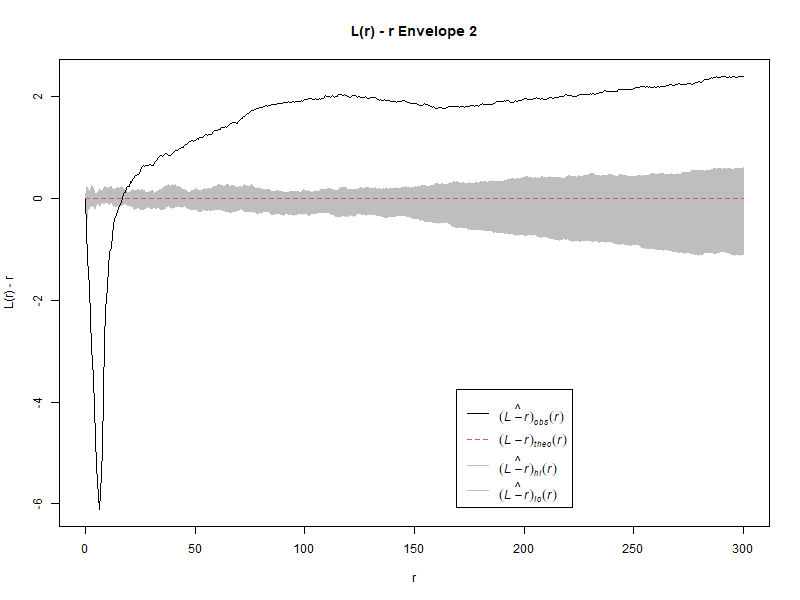 L(r) - r Envelope 2
L(r) - r
2
0
-2
-4
-6
(L^ − r)obs(r)
(L − r)theo(r)
(L^ − r)hi(r)
(L^ − r)lo(r)
0 50 100 150 200 250 300
r